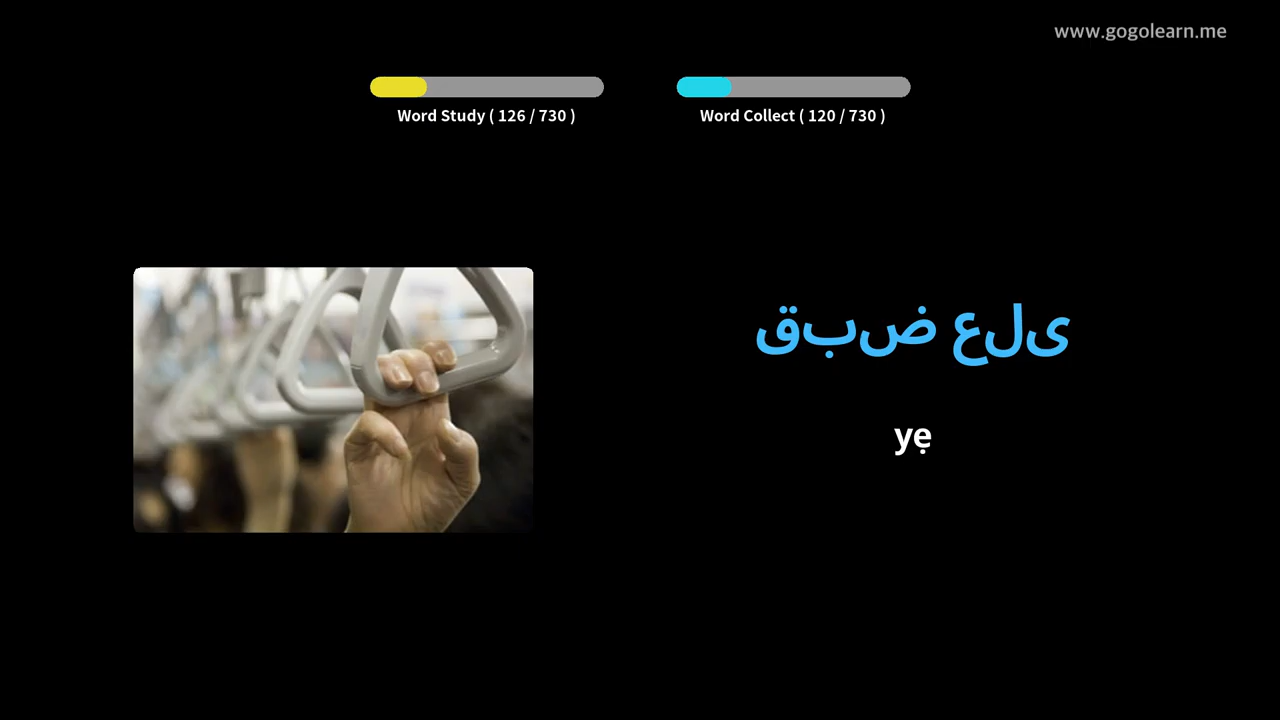 www.gogolearn.me
Word Study ( 126 / 730 )
Word Collect ( 120 / 730 )
قبض على
yẹ